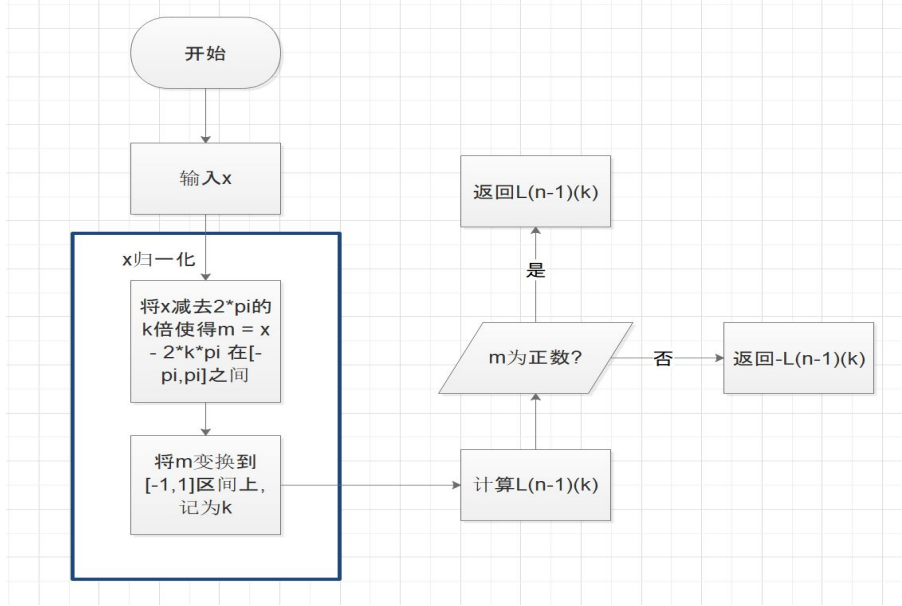 开始
输入x
x归一化
将x减去2*pi的
k倍使得m = x
- 2*k*pi 在[-
pi,pi]之间
将m变换到
[-1,1]区间上,
记为k
计算L(n-1)(k)
m为正数?
是
返回L(n-1)(k)
否
返回-L(n-1)(k)